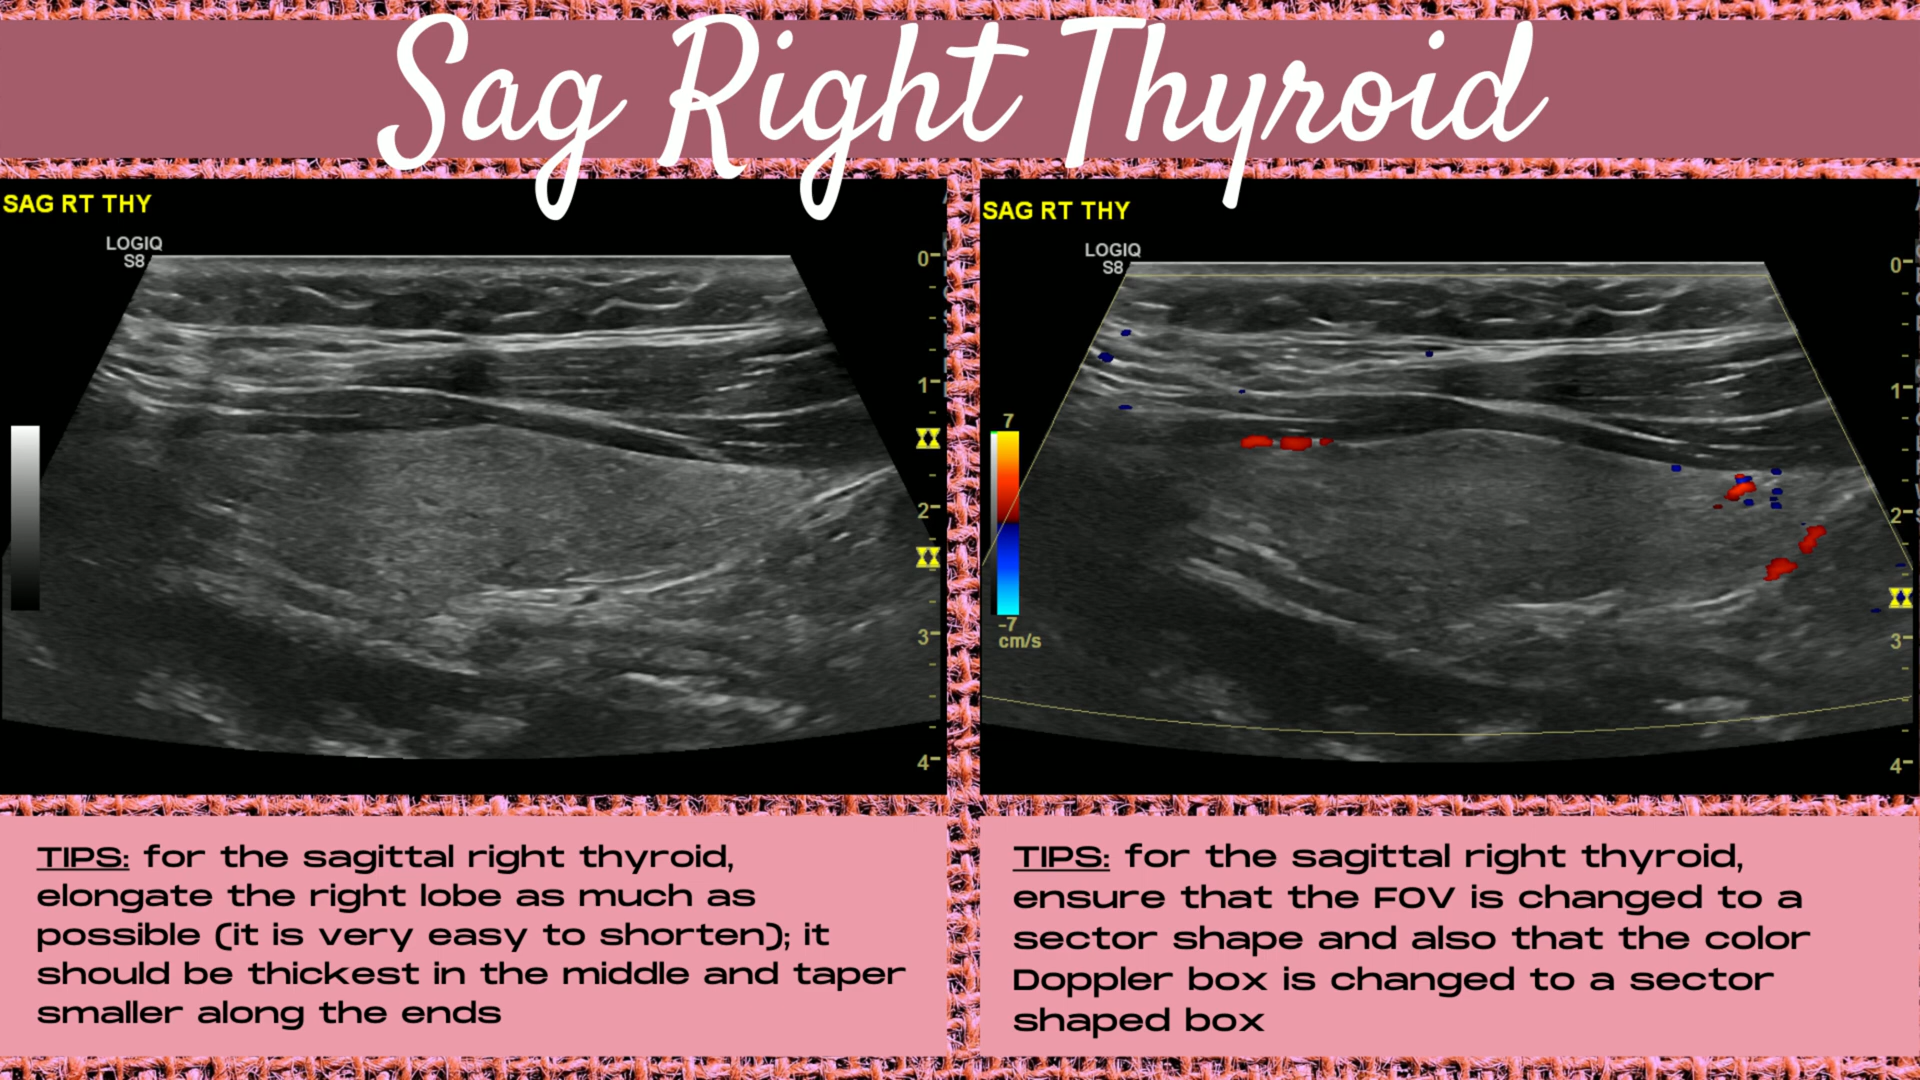 Sag Right Thyroid
SAG RT THY
LOGIQ
S8
0
1
2
3
4
TIPS: for the sagittal right thyroid,
elongate the right lobe as much as
possible (it is very easy to shorten); it
should be thickest in the middle and taper
smaller along the ends
SAG RT THY
LOGIQ
S8
7
-7
cm/s
0
1
2
3
4
TIPS: for the sagittal right thyroid,
ensure that the FOV is changed to a
sector shape and also that the color
Doppler box is changed to a sector
shaped box